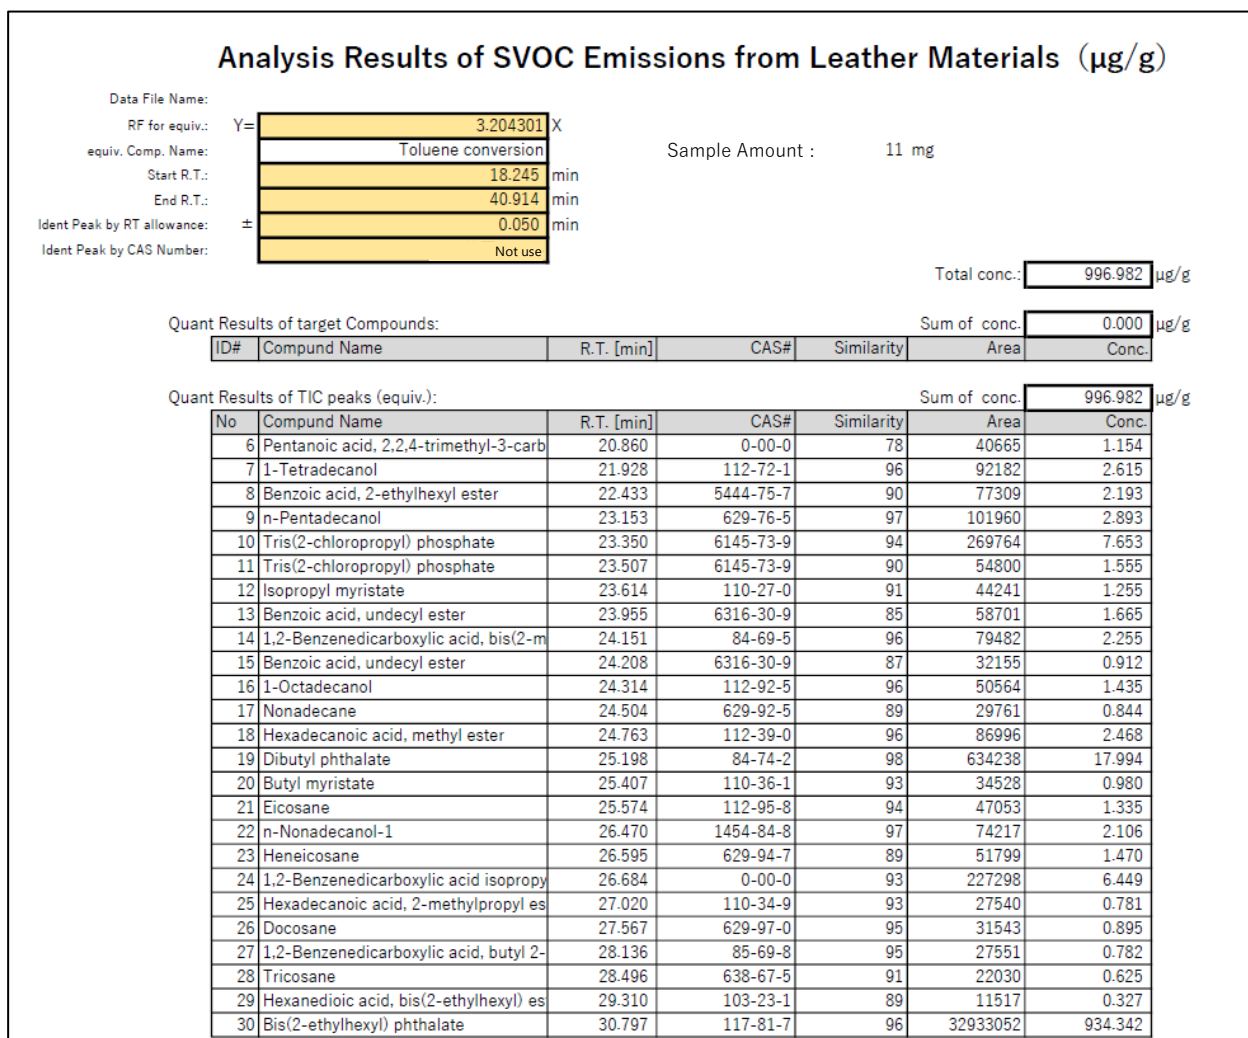 Analysis Results of SVOC Emissions from Leather Materials (μg/g)
Data File Name:
RF for equiv.: Y= 3.204301 X
equiv. Comp. Name: Toluene conversion Sample Amount : 11 mg
Start R.T.: 18.245 min
End R.T.: 40.914 min
Ident Peak by RT allowance: ± 0.050 min
Ident Peak by CAS Number: Not use
Total conc.: 996.982 μg/g
Quant Results of target Compounds: Sum of conc. 0.000 μg/g
ID# Compund Name R.T. [min] CAS# Similarity Area Conc.
Quant Results of TIC peaks (equiv.): Sum of conc. 996.982 μg/g
No Compund Name R.T. [min] CAS# Similarity Area Conc.
6 Pentanoic acid, 2,2,4-trimethyl-3-carb 20.860 0-00-0 78 40665 1.154
7 1-Tetradecanol 21.928 112-72-1 96 92182 2.615
8 Benzoic acid, 2-ethylhexyl ester 22.433 5444-75-7 90 77309 2.193
9 n-Pentadecanol 23.153 629-76-5 97 101960 2.893
10 Tris(2-chloropropyl) phosphate 23.350 6145-73-9 94 269764 7.653
11 Tris(2-chloropropyl) phosphate 23.507 6145-73-9 90 54800 1.555
12 Isopropyl myristate 23.614 110-27-0 91 44241 1.255
13 Benzoic acid, undecyl ester 23.955 6316-30-9 85 58701 1.665
14 1,2-Benzenedicarboxylic acid, bis(2-m 24.151 84-69-5 96 79482 2.255
15 Benzoic acid, undecyl ester 24.208 6316-30-9 87 32155 0.912
16 1-Octadecanol 24.314 112-92-5 96 50564 1.435
17 Nonadecane 24.504 629-92-5 89 29761 0.844
18 Hexadecanoic acid, methyl ester 24.763 112-39-0 96 86996 2.468
19 Dibutyl phthalate 25.198 84-74-2 98 634238 17.994
20 Butyl myristate 25.407 110-36-1 93 34528 0.980
21 Eicosane 25.574 112-95-8 94 47053 1.335
22 n-Nonadecanol-1 26.470 1454-84-8 97 74217 2.106
23 Heneicosane 26.595 629-94-7 89 51799 1.470
24 1,2-Benzenedicarboxylic acid isopropy 26.684 0-00-0 93 227298 6.449
25 Hexadecanoic acid, 2-methylpropyl es 27.020 110-34-9 93 27540 0.781
26 Docosane 27.567 629-97-0 95 31543 0.895
27 1,2-Benzenedicarboxylic acid, butyl 2- 28.136 85-69-8 95 27551 0.782
28 Tricosane 28.496 638-67-5 91 22030 0.625
29 Hexanedioic acid, bis(2-ethylhexyl) es 29.310 103-23-1 89 11517 0.327
30 Bis(2-ethylhexyl) phthalate 30.797 117-81-7 96 32933052 934.342